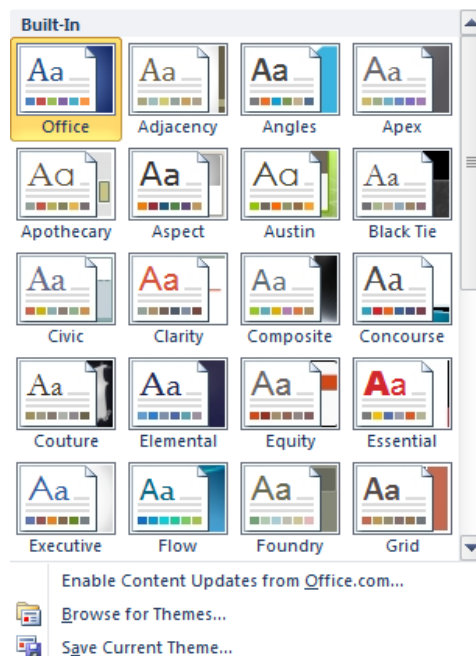 Built-In
Aa Aa Aa Aa
Office Adjacency Angles Apex
Aa Aa Aa Aa
Apothecary Aspect Austin Black Tie
Aa Aa Aa Aa
Civic Clarity Composite Concourse
Aa Aa Aa Aa
Couture Elemental Equity Essential
Aa Aa Aa Aa
Executive Flow Foundry Grid
Enable Content Updates from Office.com...
Browse for Themes...
Save Current Theme...